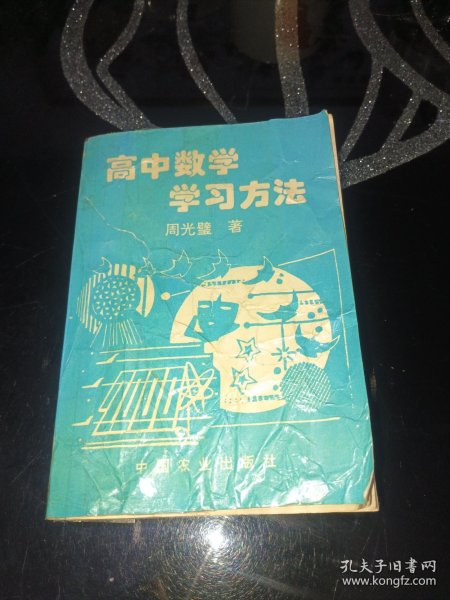 高中数学
学习方法
周光璧 著
中国农业出版社
孔夫子旧书网
www.kongfz.com